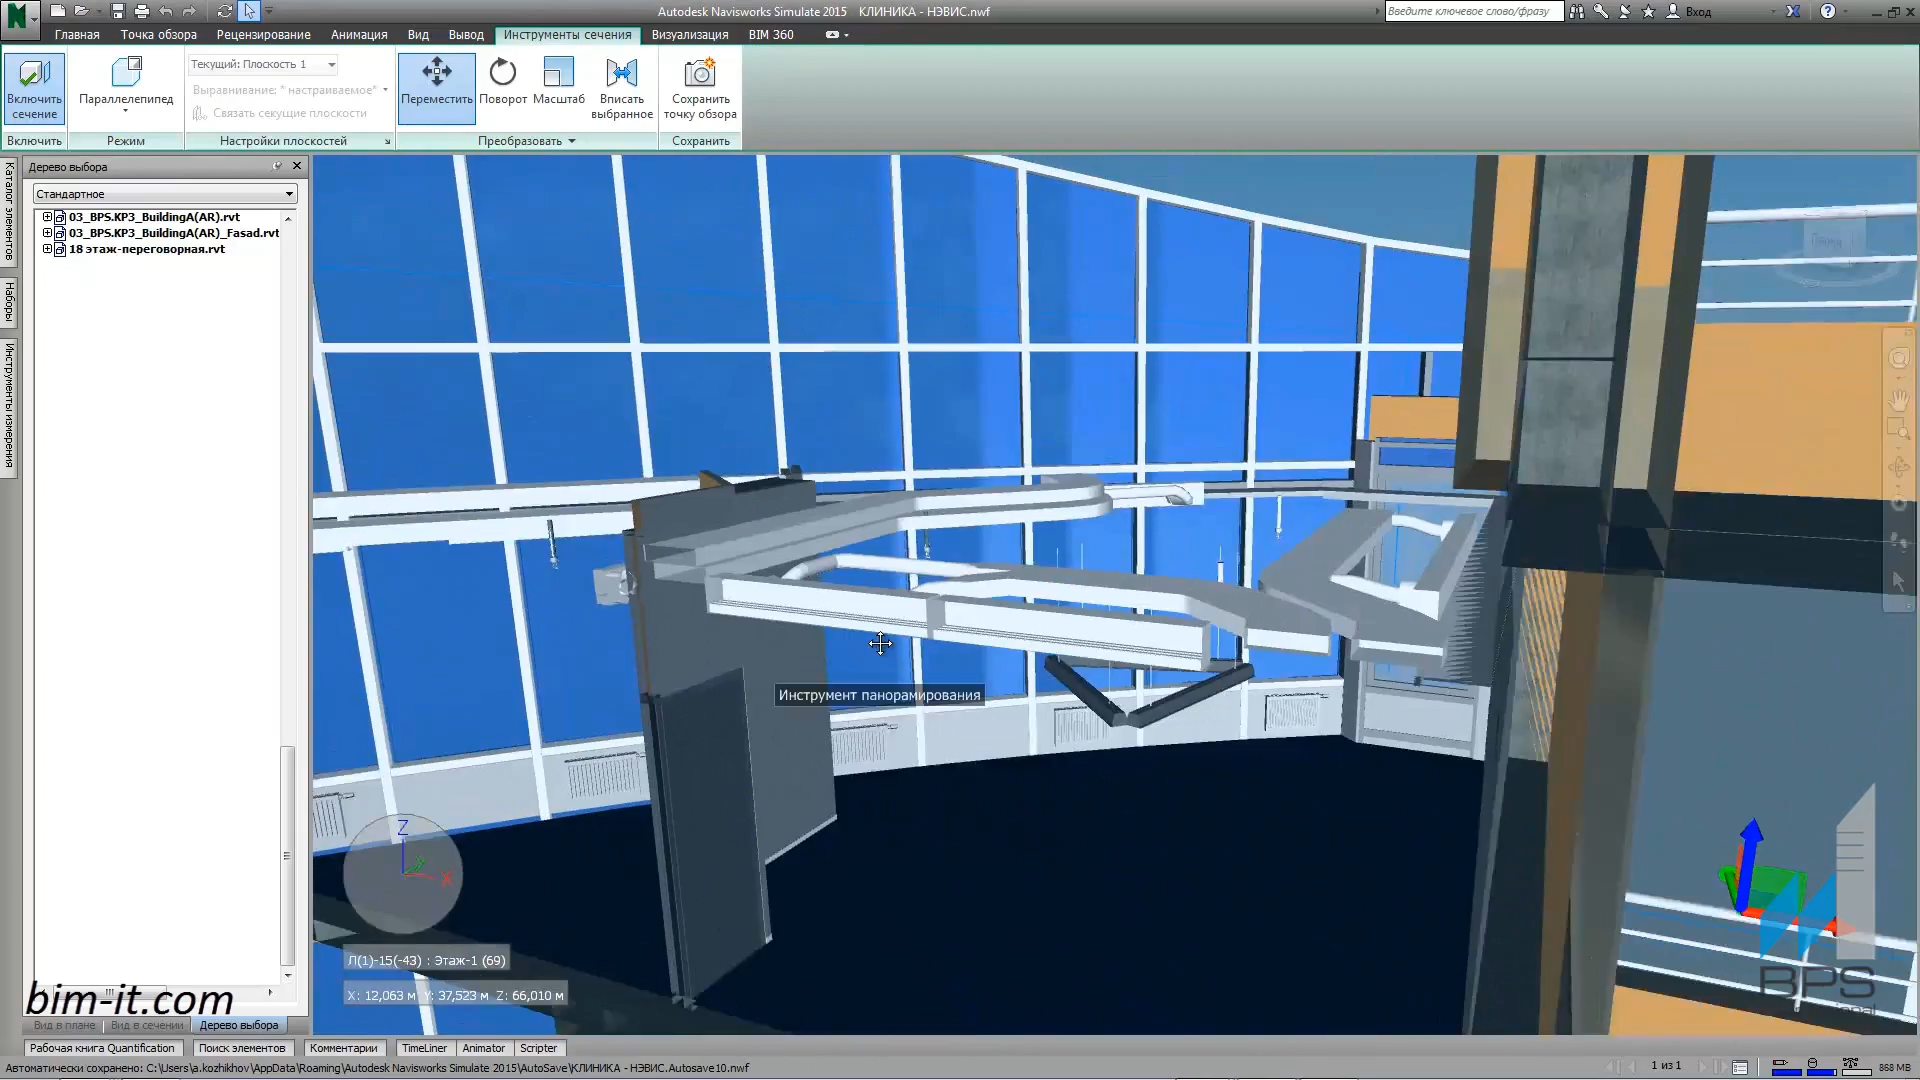 Autodesk Navisworks Simulate 2015 КЛИНИКА - НЭВИС.nwf
Введите ключевое слово/фразу
Вход
Главная Точка обзора Рецензирование Анимация Вид Вывод Инструменты сечения Визуализация BIM 360
Включить сечение
Параллелепипед
Текущий: Плоскость 1
Выравнивание: * настраиваемое*
Связать секущие плоскости
Переместить
Поворот
Масштаб
Вписать выбранное
Сохранить точку обзора
Включить Режим Настройки плоскостей Преобразовать Сохранить
Каталог элементов
Наборы
Инструменты измерения
Дерево выбора
Стандартное
03_BPS.KP3_BuildingA(AR).rvt
03_BPS.KP3_BuildingA(AR)_Fasad.rvt
18 этаж-переговорная.rvt
Инструмент панорамирования
Z
X
Л(1)-15(-43) : Этаж-1 (69)
X: 12,063 м Y: 37,523 м Z: 66,010 м
bim-it.com
BPS
Вид в плане Вид в сечении Дерево выбора
Рабочая книга Quantification Поиск элементов Комментарии TimeLiner Animator Scripter
Автоматически сохранено: C:\Users\a.kozhikhov\AppData\Roaming\Autodesk Navisworks Simulate 2015\AutoSave\КЛИНИКА - НЭВИС.Autosave10.nwf
1 из 1
868 MB